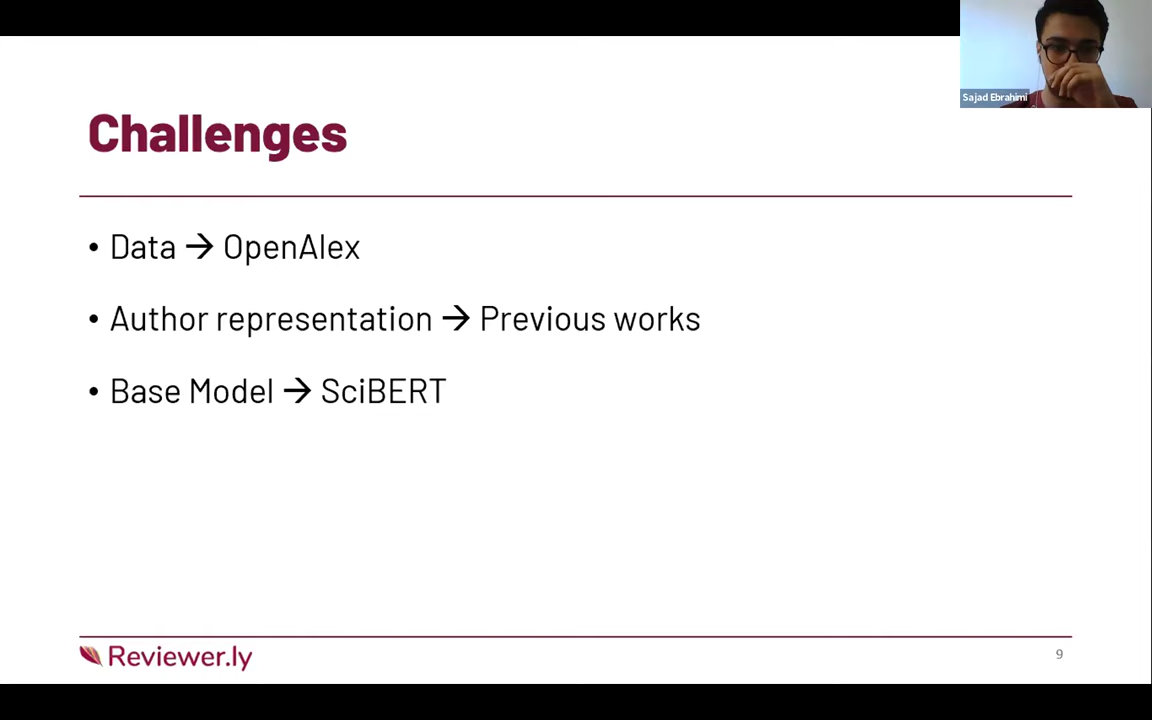 Sajad Ebrahimi
Challenges
• Data → OpenAlex
• Author representation → Previous works
• Base Model → SciBERT
Reviewer.ly
9